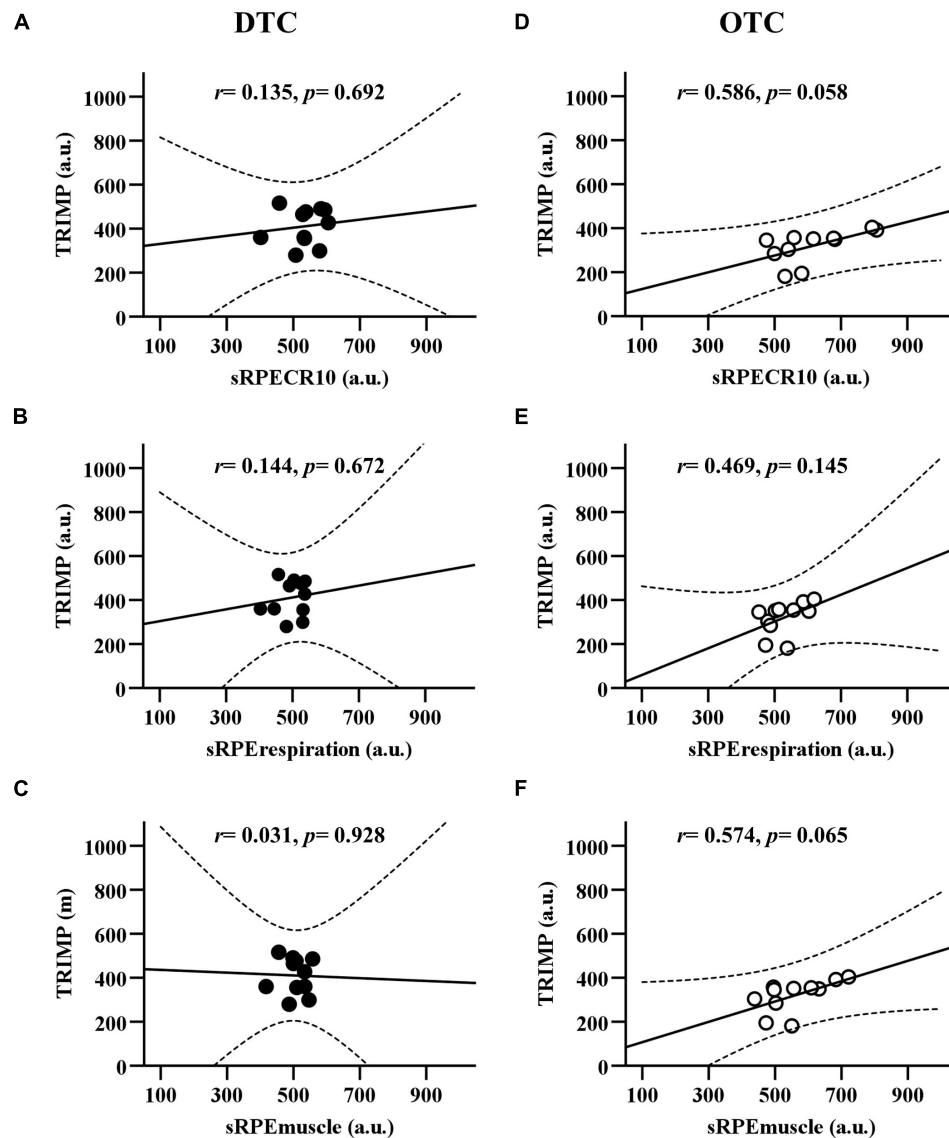 A DTC D OTC
r= 0.135, p= 0.692
TRIMP (a.u.)
1000
800
600
400
200
0
100 300 500 700 900
sRPECR10 (a.u.)
r= 0.586, p= 0.058
TRIMP (a.u.)
1000
800
600
400
200
0
100 300 500 700 900
sRPECR10 (a.u.)
B
r= 0.144, p= 0.672
TRIMP (a.u.)
1000
800
600
400
200
0
100 300 500 700 900
sRPErespiration (a.u.)
E
r= 0.469, p= 0.145
TRIMP (a.u.)
1000
800
600
400
200
0
100 300 500 700 900
sRPErespiration (a.u.)
C
r= 0.031, p= 0.928
TRIMP (m)
1000
800
600
400
200
0
100 300 500 700 900
sRPEmuscle (a.u.)
F
r= 0.574, p= 0.065
TRIMP (a.u.)
1000
800
600
400
200
0
100 300 500 700 900
sRPEmuscle (a.u.)